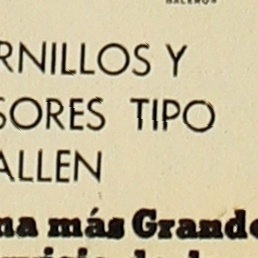 RNILLOS Y
SORES TIPO
ALLEN
na más Grande